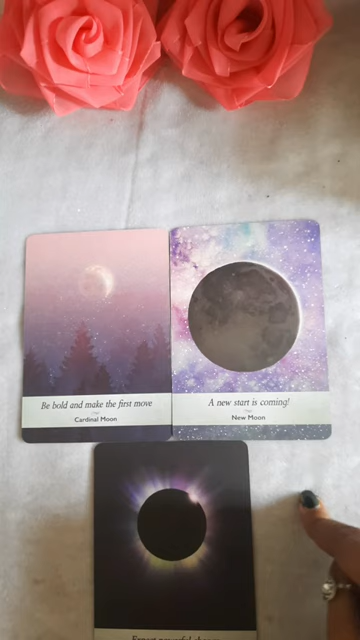 Be bold and make the first move
Cardinal Moon
A new start is coming!
New Moon